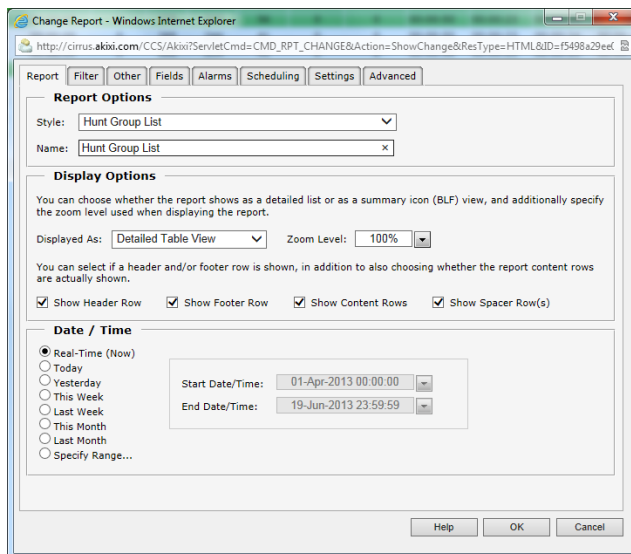 Change Report - Windows Internet Explorer
http://cirrus.akixi.com/CCS/Akixi?ServletCmd=CMD_RPT_CHANGE&Action=ShowChange&ResType=HTML&ID=f5498a29ee0
Report Filter Other Fields Alarms Scheduling Settings Advanced
Report Options
Style: Hunt Group List
Name: Hunt Group List ×
Display Options
You can choose whether the report shows as a detailed list or as a summary icon (BLF) view, and additionally specify
the zoom level used when displaying the report.
Displayed As: Detailed Table View Zoom Level: 100%
You can select if a header and/or footer row is shown, in addition to also choosing whether the report content rows
are actually shown.
Show Header Row Show Footer Row Show Content Rows Show Spacer Row(s)
Date / Time
Real-Time (Now)
Today
Yesterday
This Week
Last Week
This Month
Last Month
Specify Range...
Start Date/Time: 01-Apr-2013 00:00:00
End Date/Time: 19-Jun-2013 23:59:59
Help OK Cancel